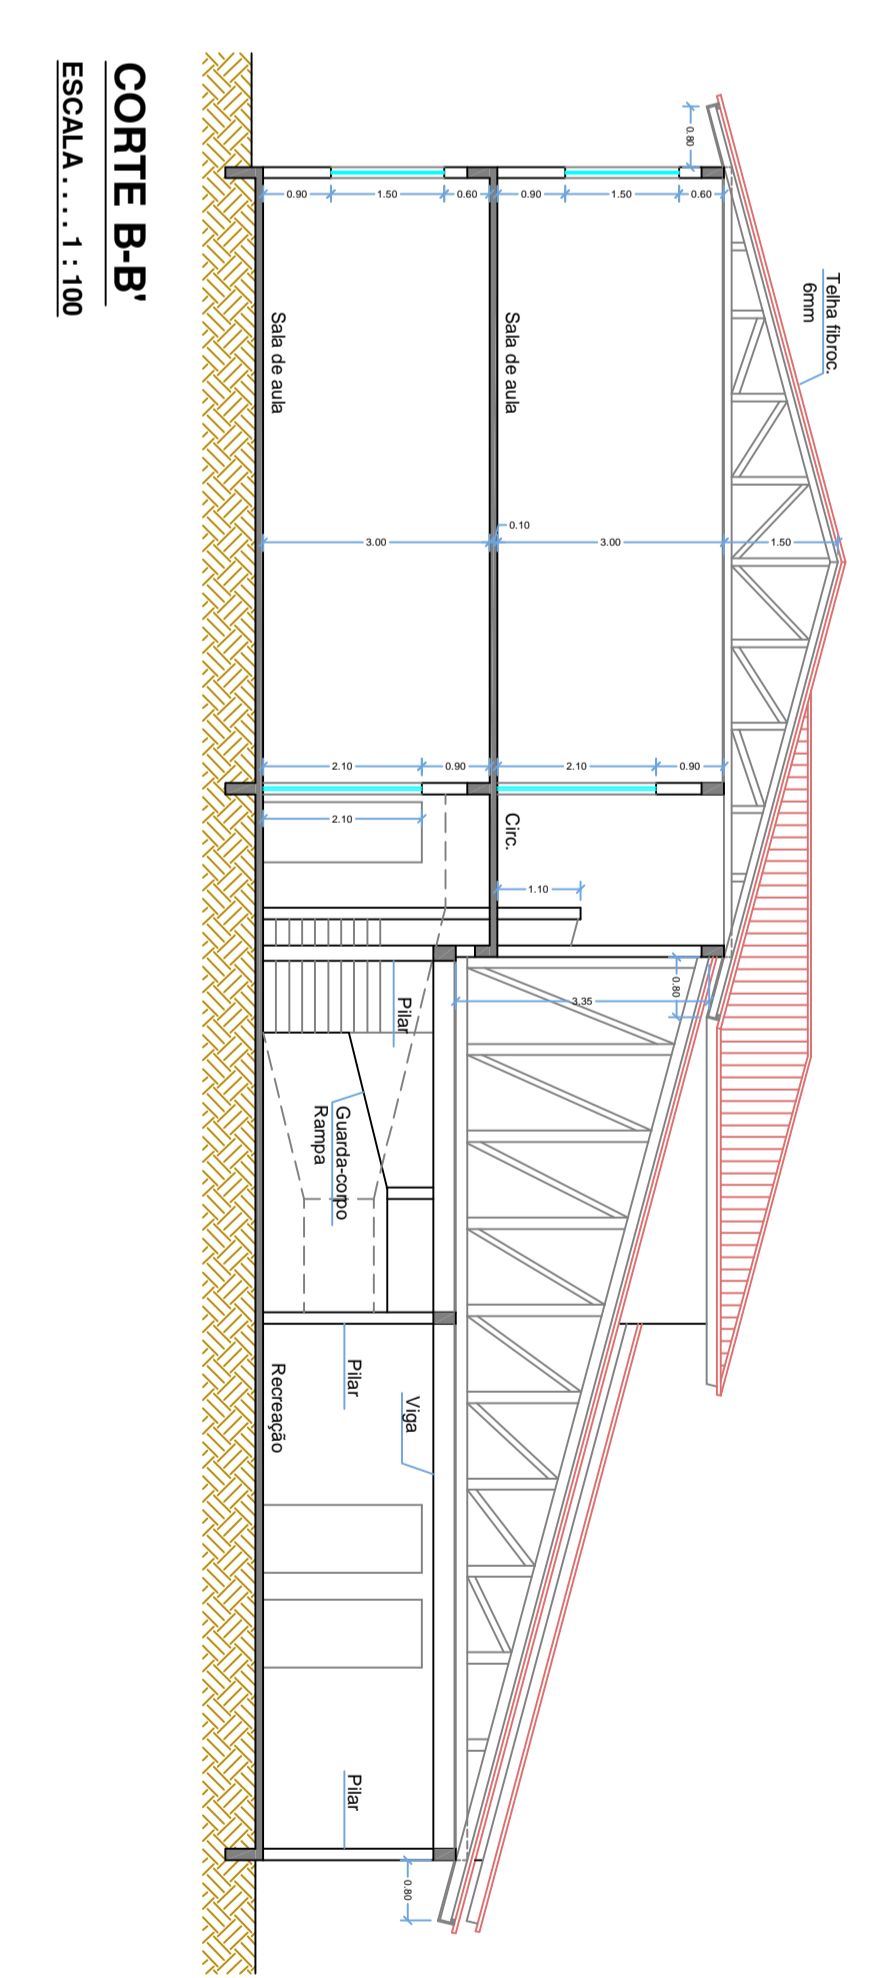 Telha fibroc.
6mm
0.80
0.60
1.50
0.90
0.60
1.50
0.90
Sala de aula
Sala de aula
0.10
1.50
3.00
3.00
0.90
2.10
0.90
2.10
2.10
Circ.
1.10
0.80
3.35
Pilar
Guarda-corpo
Rampa
Pilar
Viga
Recreação
Pilar
0.80
CORTE B-B'
ESCALA..... 1 : 100